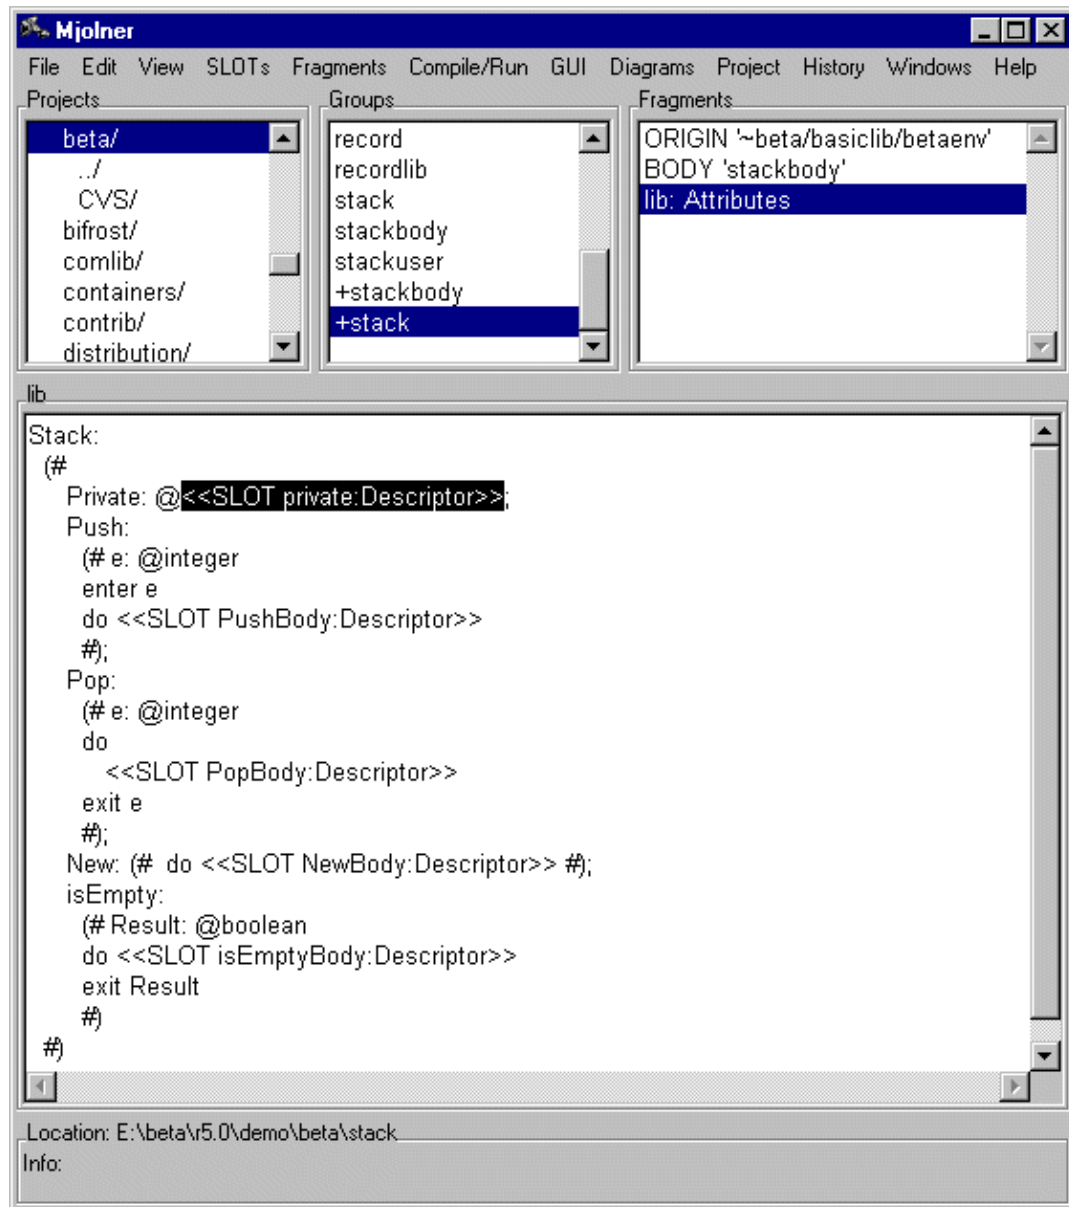 Mjolner
File Edit View SLOTs Fragments Compile/Run GUI Diagrams Project History Windows Help
Projects
beta/
../
CVS/
bifrost/
comlib/
containers/
contrib/
distribution/
Groups
record
recordlib
stack
stackbody
stackuser
+stackbody
+stack
Fragments
ORIGIN '~beta/basiclib/betaenv'
BODY 'stackbody'
lib: Attributes
lib
Stack:
(#
Private: @<<SLOT private:Descriptor>>;
Push:
(# e: @integer
enter e
do <<SLOT PushBody:Descriptor>>
#);
Pop:
(# e: @integer
do
<<SLOT PopBody:Descriptor>>
exit e
#);
New: (# do <<SLOT NewBody:Descriptor>> #);
isEmpty:
(# Result: @boolean
do <<SLOT isEmptyBody:Descriptor>>
exit Result
#)
#)
Location: E:\beta\r5.0\demo\beta\stack
Info: